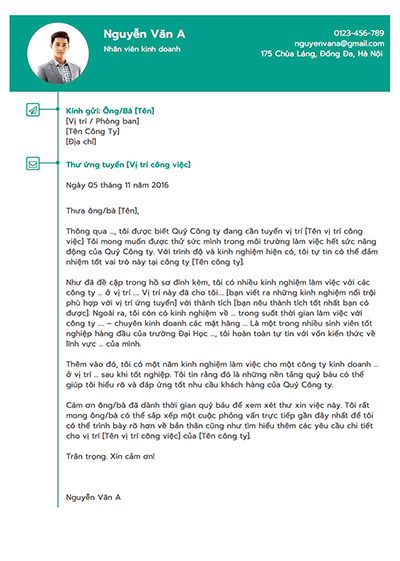 Nguyễn Văn A
Nhân viên kinh doanh
0123-456-789
nguyenvana@gmail.com
175 Chùa Láng, Đống Đa, Hà Nội
Kính gửi: Ông/Bà [Tên]
[Vị trí / Phòng ban]
[Tên Công Ty]
[Địa chỉ]
Thư ứng tuyển [Vị trí công việc]
Ngày 05 tháng 11 năm 2016
Thưa ông/bà [Tên],
Thông qua ..., tôi được biết Quý Công ty đang cần tuyển vị trí [Tên vị trí công
việc] Tôi mong muốn được thử sức mình trong môi trường làm việc hết sức năng
động của Quý Công ty. Với trình độ và kinh nghiệm hiện có, tôi tự tin có thể đảm
nhiệm tốt vai trò này tại công ty [Tên công ty].
Như đã đề cập trong hồ sơ đính kèm, tôi có nhiều kinh nghiệm làm việc với các
công ty ... ở vị trí .... Vị trí này đã cho tôi... [bạn viết ra những kinh nghiệm nổi trội
phù hợp với vị trí ứng tuyển] với thành tích [bạn nêu thành tích tốt nhất bạn có
được]. Ngoài ra, tôi còn có kinh nghiệm về ... trong suốt thời gian làm việc với
công ty .... – chuyên kinh doanh các mặt hàng ... Là một trong nhiều sinh viên tốt
nghiệp hàng đầu của trường Đại Học ..., tôi hoàn toàn tự tin với vốn kiến thức về
lĩnh vực ... của mình.
Thêm vào đó, tôi có một năm kinh nghiệm làm việc cho một công ty kinh doanh ...
ở vị trí ... sau khi tốt nghiệp. Tôi tin rằng đó là những nền tảng quý báu có thể
giúp tôi hiểu rõ và đáp ứng tốt nhu cầu khách hàng của Quý Công ty.
Cám ơn ông/bà đã dành thời gian quý báu để xem xét thư xin việc này. Tôi rất
mong ông/bà có thể sắp xếp một cuộc phỏng vấn trực tiếp gần đây nhất để tôi
có thể trình bày rõ hơn về bản thân cũng như tìm hiểu thêm các yêu cầu chi tiết
cho vị trí [Tên vị trí công việc] của [Tên công ty].
Trân trọng. Xin cảm ơn!
Nguyễn Văn A